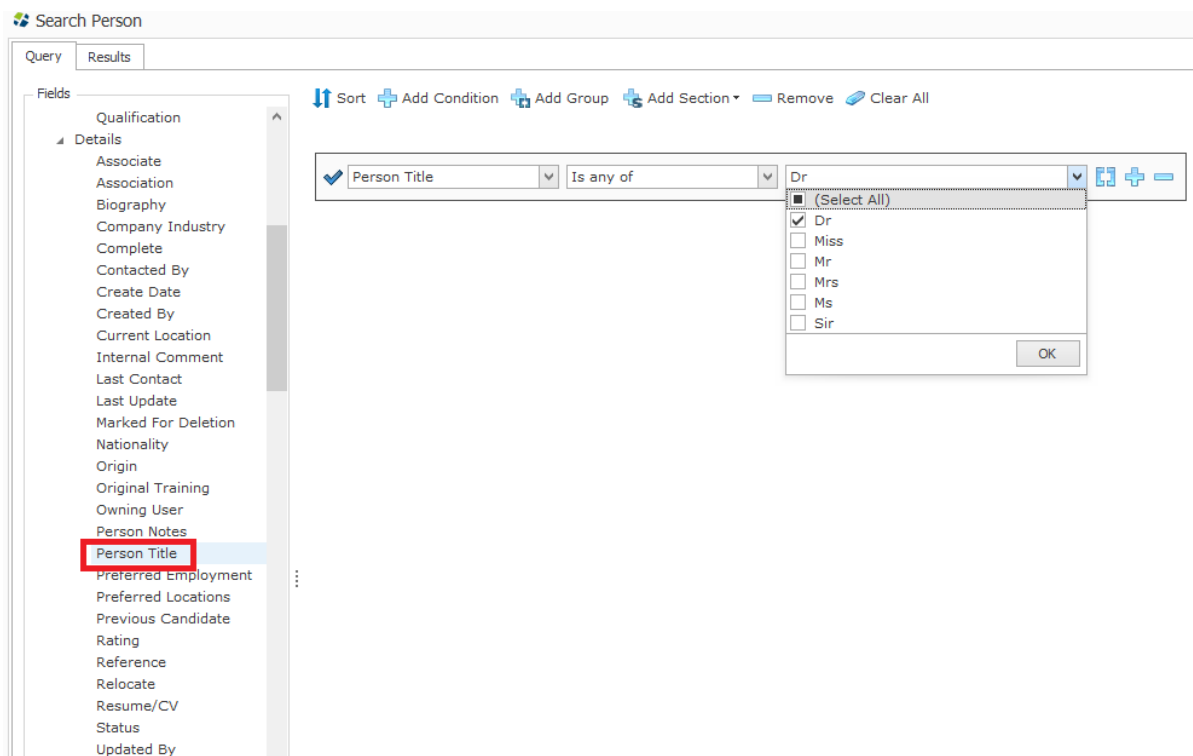 Search Person
Query Results
Fields
Sort Add Condition Add Group Add Section Remove Clear All
Qualification
Details
Associate
Association
Biography
Company Industry
Complete
Contacted By
Create Date
Created By
Current Location
Internal Comment
Last Contact
Last Update
Marked For Deletion
Nationality
Origin
Original Training
Owning User
Person Notes
Person Title
Preferred Employment
Preferred Locations
Previous Candidate
Rating
Reference
Relocate
Resume/CV
Status
Updated By
Person Title Is any of Dr
(Select All)
Dr
Miss
Mr
Mrs
Ms
Sir
OK